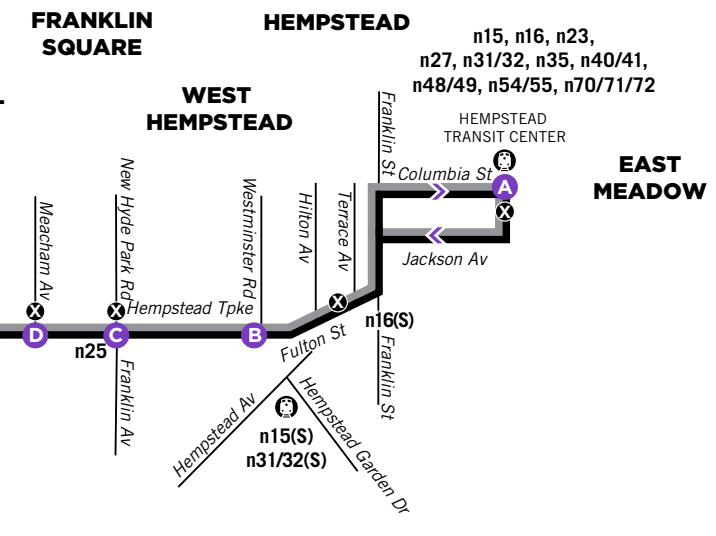 FRANKLIN
SQUARE
HEMPSTEAD
n15, n16, n23,
n27, n31/32, n35, n40/41,
n48/49, n54/55, n70/71/72
L
WEST
HEMPSTEAD
HEMPSTEAD
TRANSIT CENTER
EAST
MEADOW
Franklin St
Columbia St
A
X
Jackson Av
Meacham Av
New Hyde Park Rd
Westminster Rd
Hilton Av
Terrace Av
X
X
Hempstead Tpke
X
n16(S)
D
C
B
n25
Fulton St
Franklin St
Franklin Av
Hempstead Av
Hempstead Garden Dr
n15(S)
n31/32(S)